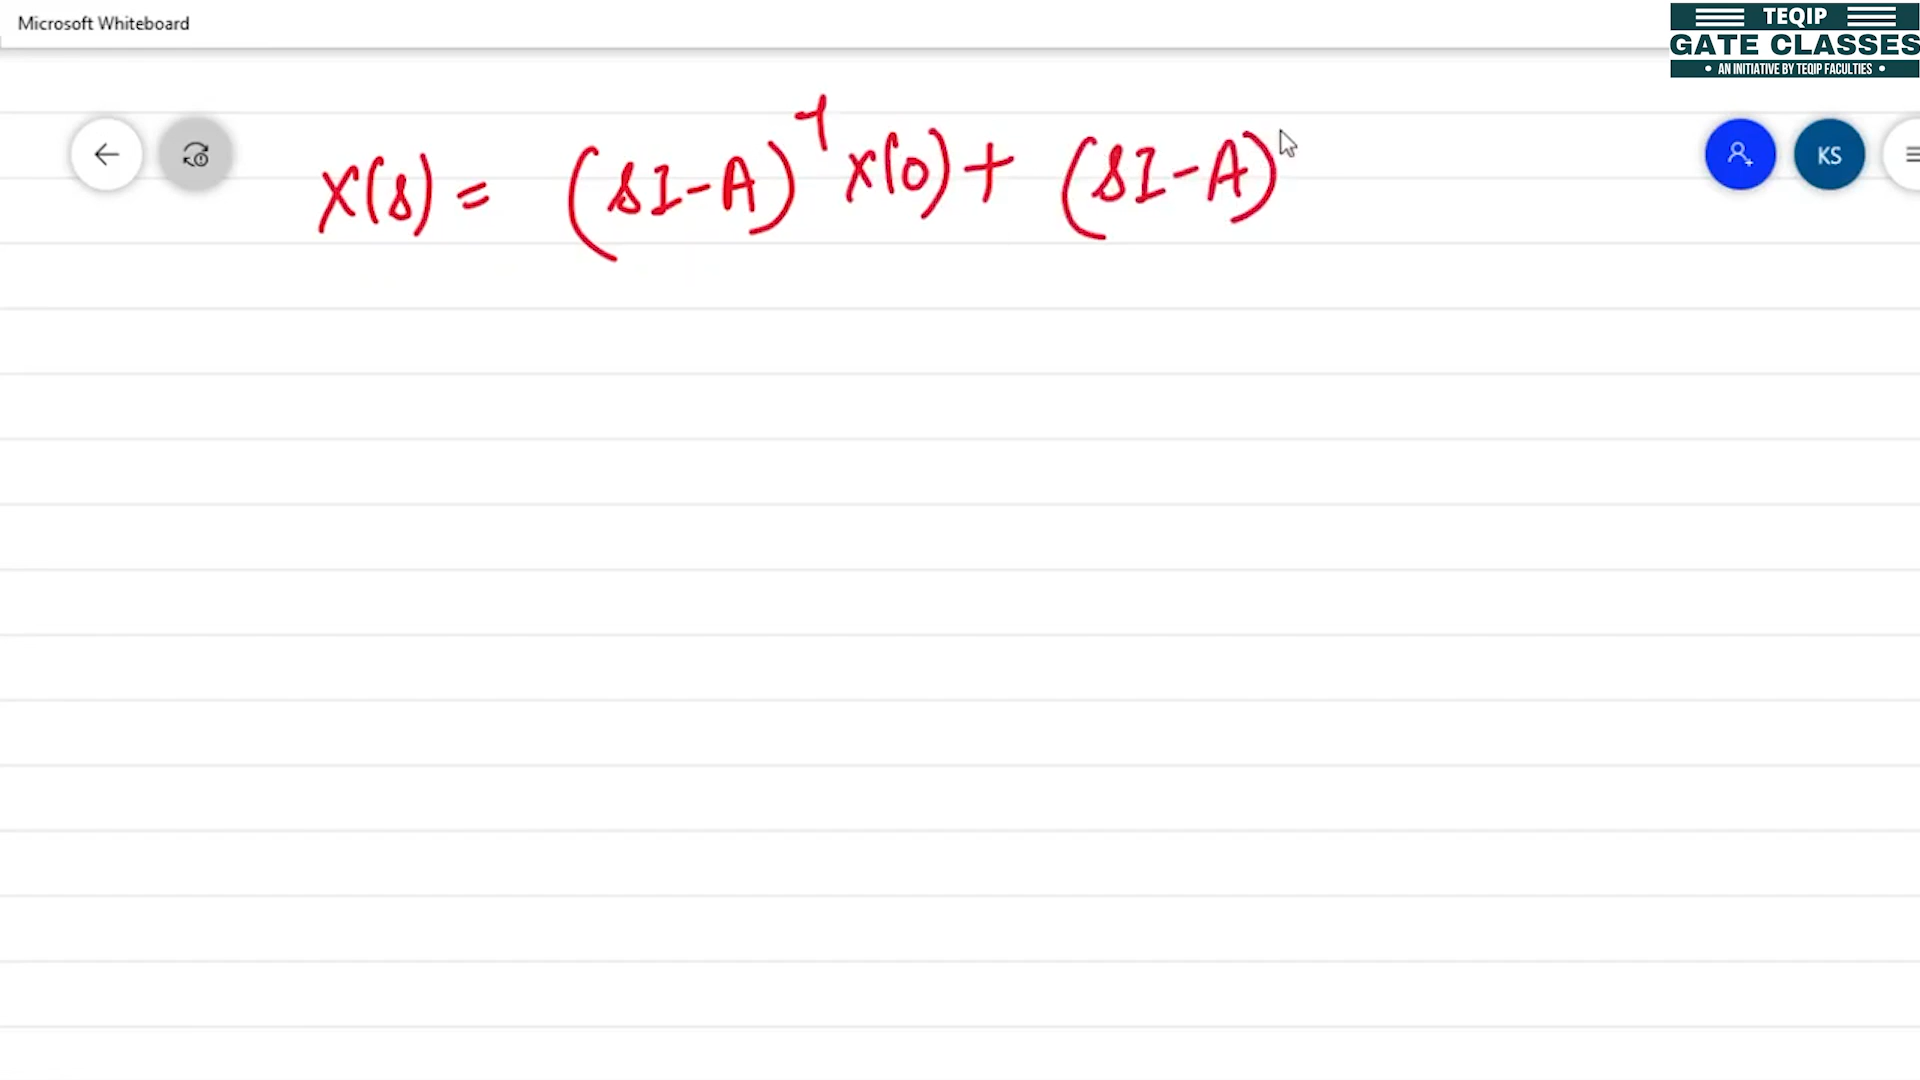 Microsoft Whiteboard
TEQIP
GATE CLASSES
• AN INITIATIVE BY TEQIP FACULTIES •
KS
X(s) = (sI-A)⁻¹ x(0) + (sI-A)